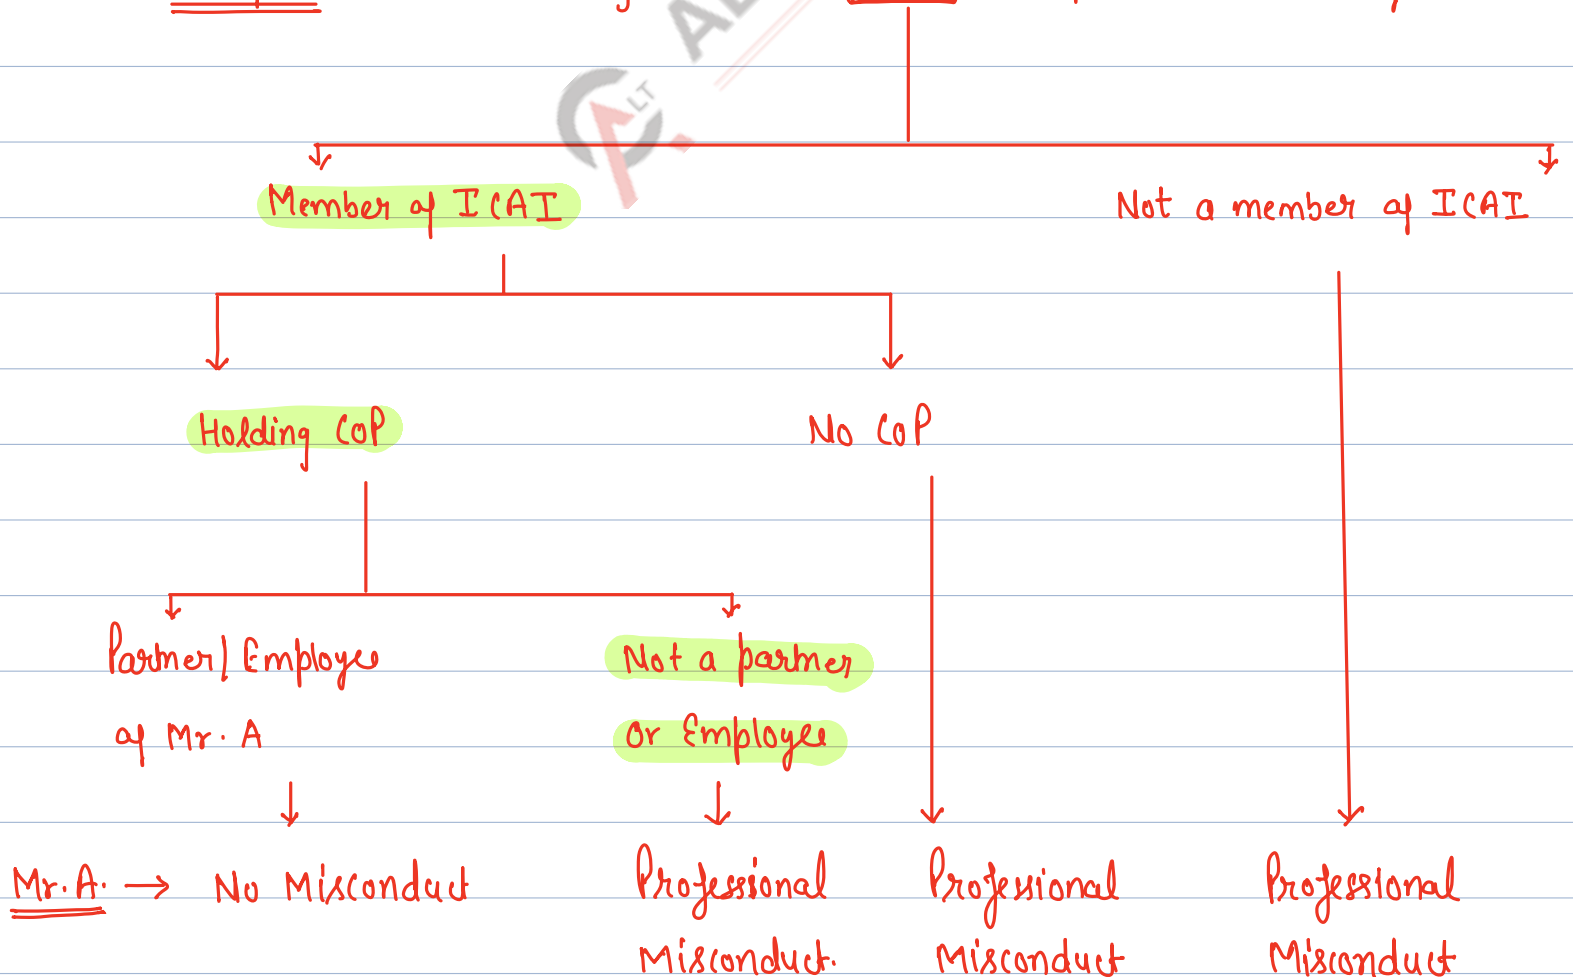 Member of ICAI
Not a member of ICAI
Holding COP
No COP
Partner/Employee
of Mr. A
Not a partner
Or Employee
Mr. A. → No Misconduct
Professional
Misconduct.
Professional
Misconduct
Professional
Misconduct
LT